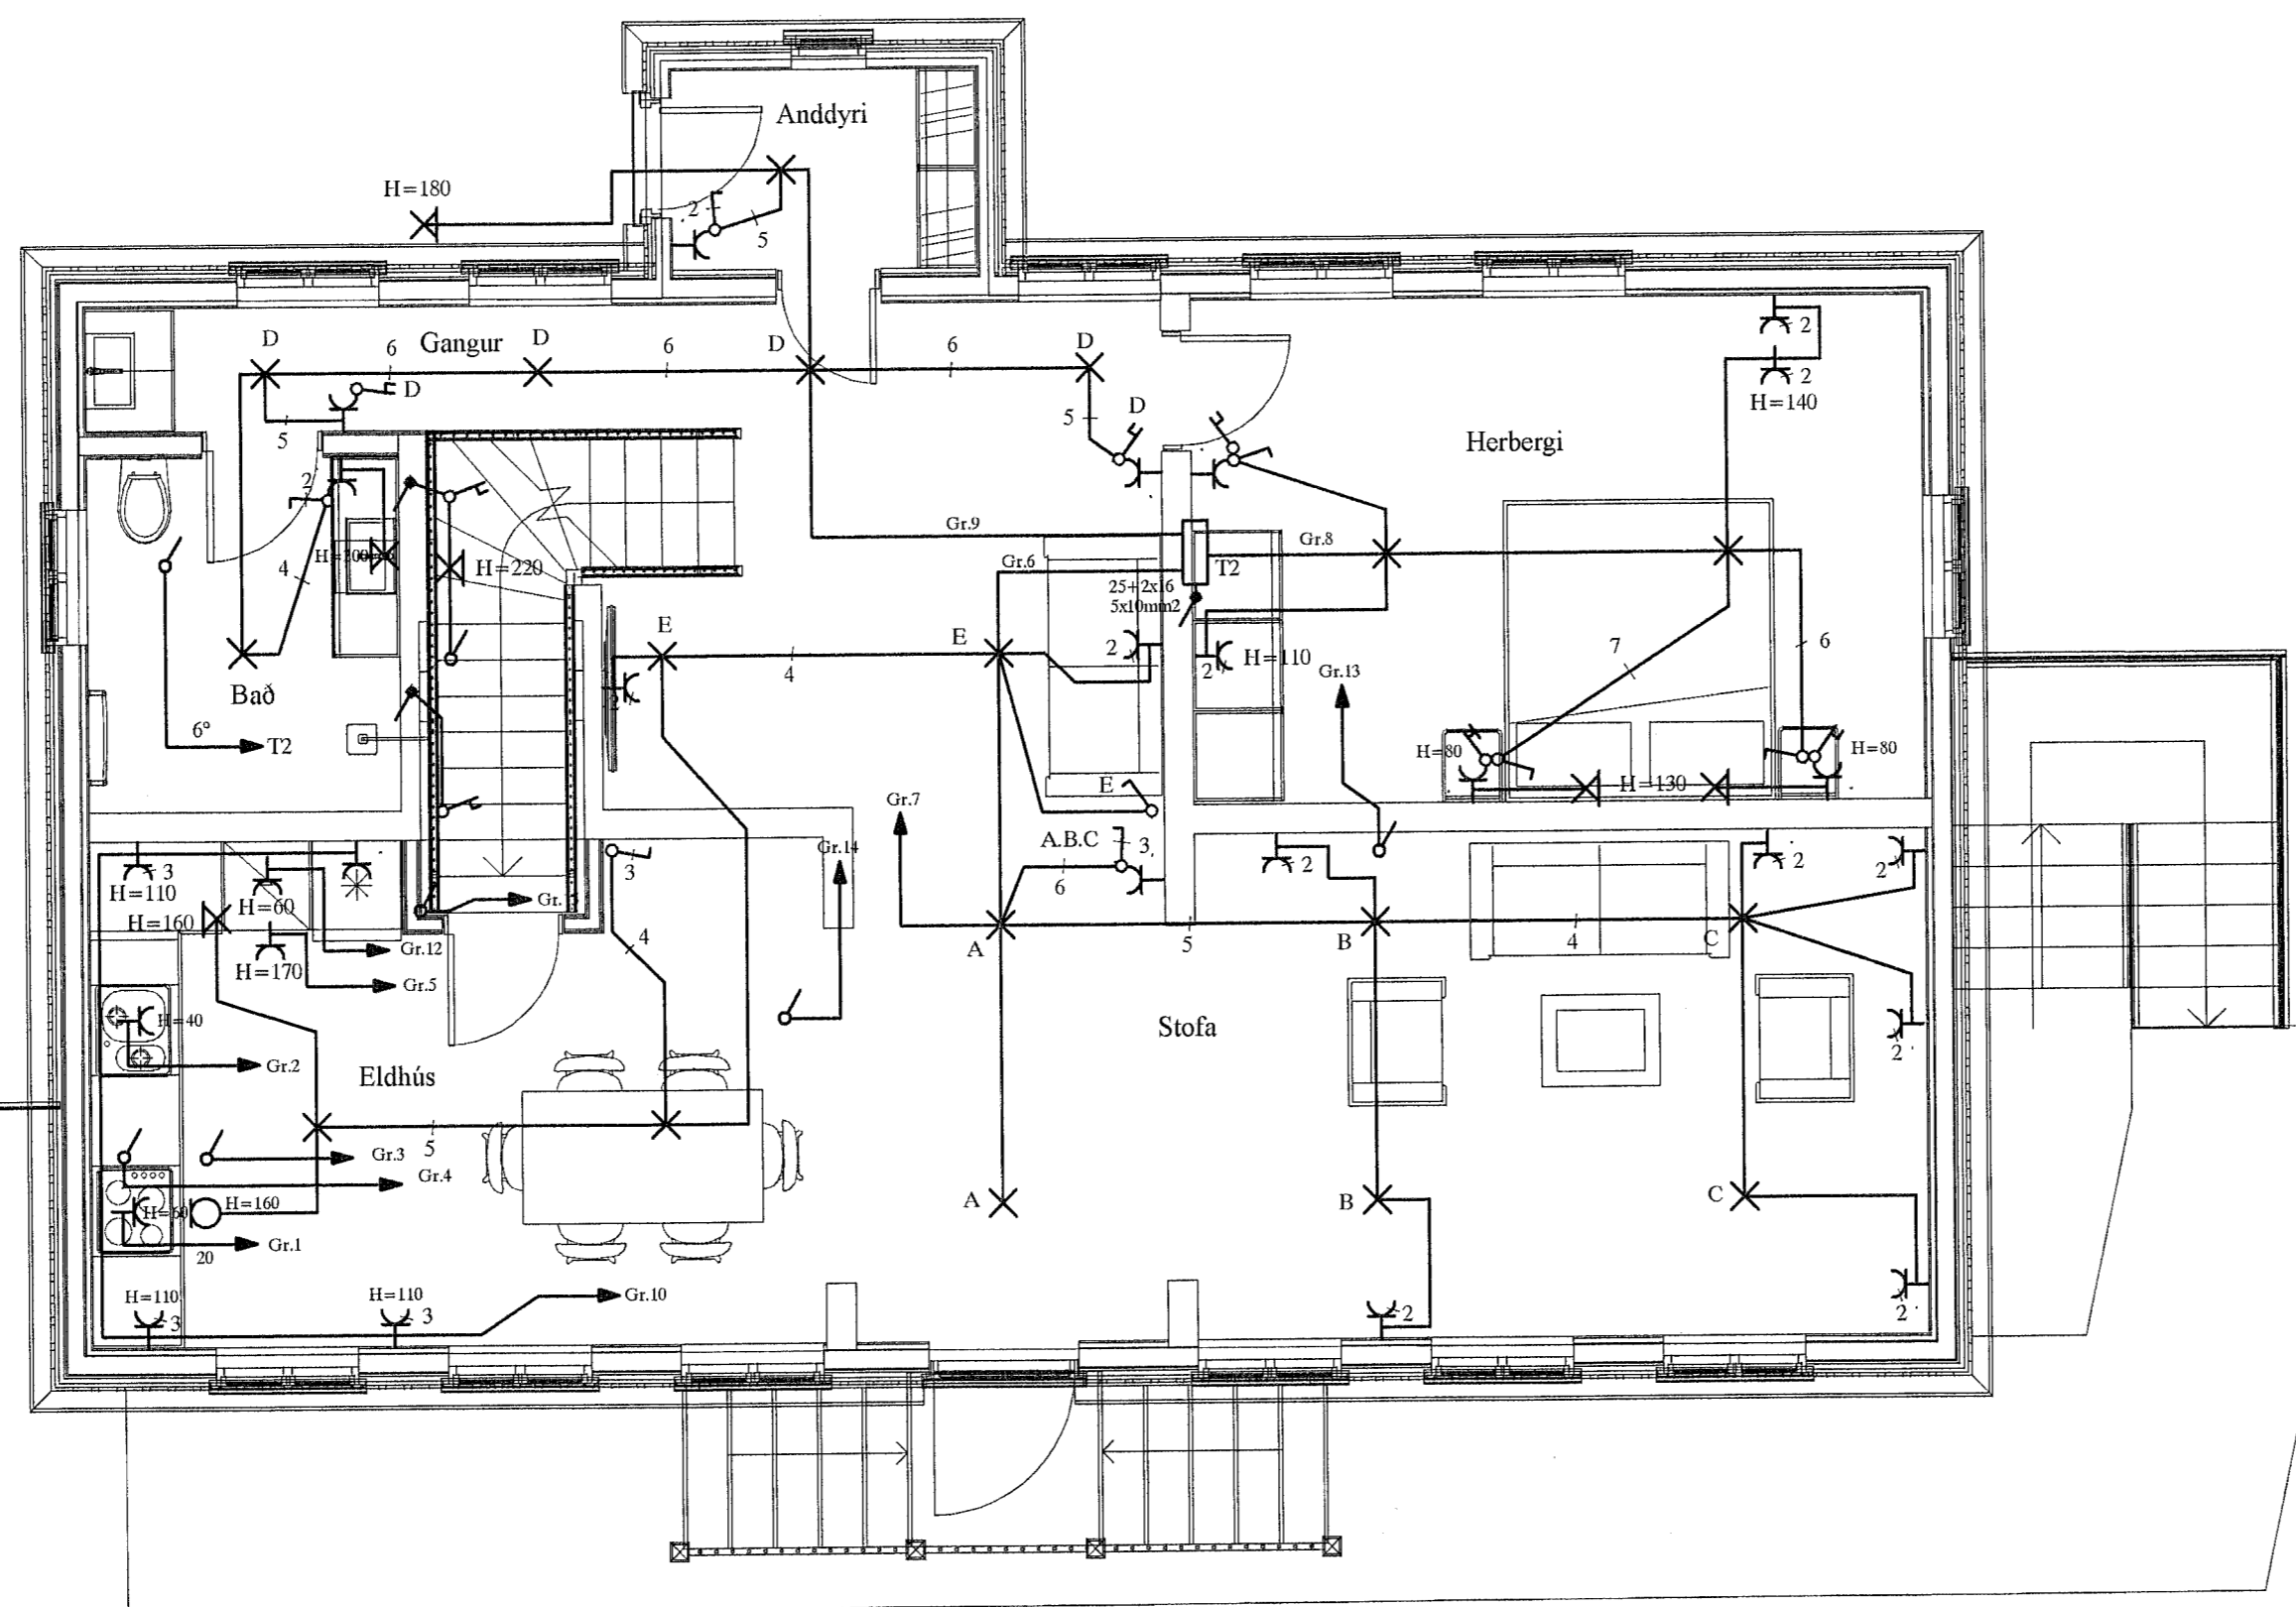 Anddyri
H=180
2
5
D
6
Gangur
D
6
D
6
D
2
2
H=140
D
5
5
D
Herbergi
2
4
H=220
Gr.9
Gr.6
Gr.8
T2
25+2x16
5x10mm2
E
4
E
2
2
H=110
Gr.13
7
6
Bað
6°
T2
H=80
H=130
H=80
E
Gr.7
A.B.C
3
6
Gr.14
3
H=110
H=60
H=160
Gr.
3
2
2
2
4
A
5
B
4
C
Gr.12
H=170
Gr.5
H=40
Gr.2
Stofa
2
Eldhús
5
Gr.3
Gr.4
H=60
H=160
A
B
C
Gr.1
20
H=110
3
H=110
3
Gr.10
2
2